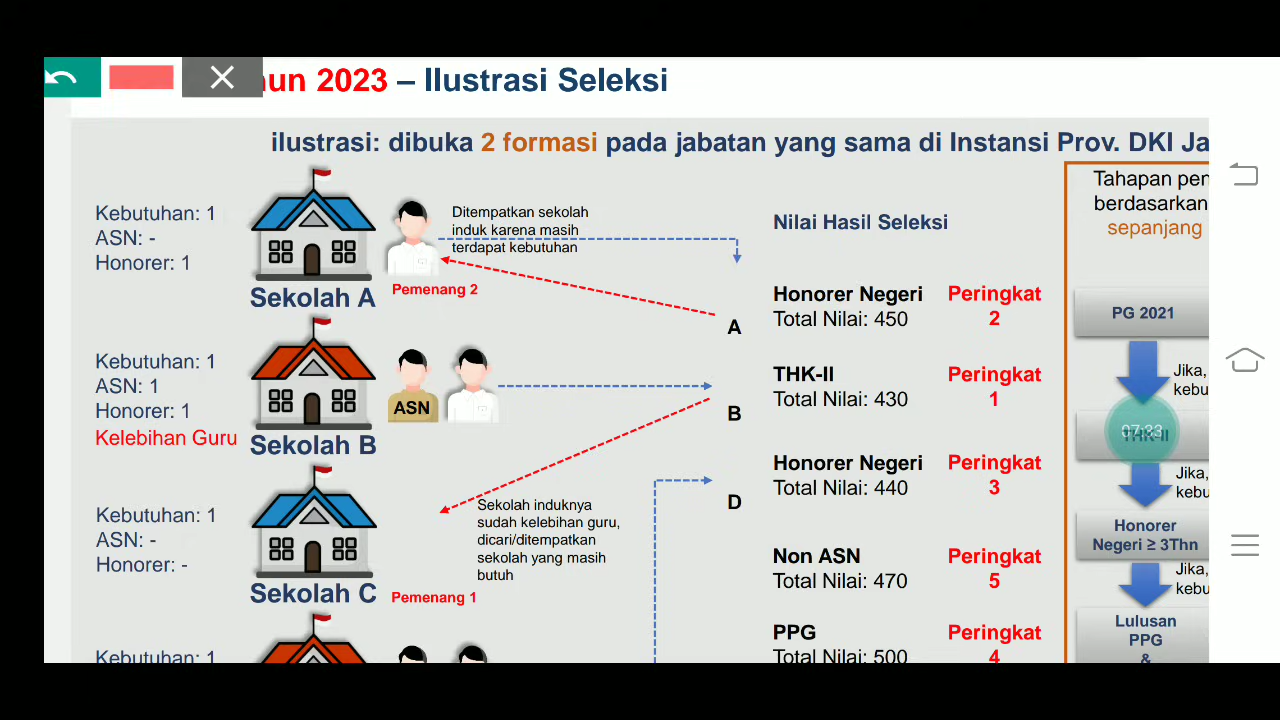 hun 2023 – Ilustrasi Seleksi
ilustrasi: dibuka 2 formasi pada jabatan yang sama di Instansi Prov. DKI Ja
Kebutuhan: 1
ASN: -
Honorer: 1
Sekolah A
Ditempatkan sekolah
induk karena masih
terdapat kebutuhan
Pemenang 2
Kebutuhan: 1
ASN: 1
Honorer: 1
Kelebihan Guru
Sekolah B
ASN
Kebutuhan: 1
ASN: -
Honorer: -
Sekolah C
Sekolah induknya
sudah kelebihan guru,
dicari/ditempatkan
sekolah yang masih
butuh
Pemenang 1
Kebutuhan: 1
Nilai Hasil Seleksi
A
Honorer Negeri
Total Nilai: 450
Peringkat
2
B
THK-II
Total Nilai: 430
Peringkat
1
D
Honorer Negeri
Total Nilai: 440
Peringkat
3
Non ASN
Total Nilai: 470
Peringkat
5
PPG
Total Nilai: 500
Peringkat
4
Tahapan pen
berdasarkan
sepanjang
PG 2021
Jika,
kebu
THK-II
07:33
Jika,
kebu
Honorer
Negeri ≥ 3Thn
Jika,
kebu
Lulusan
PPG
&